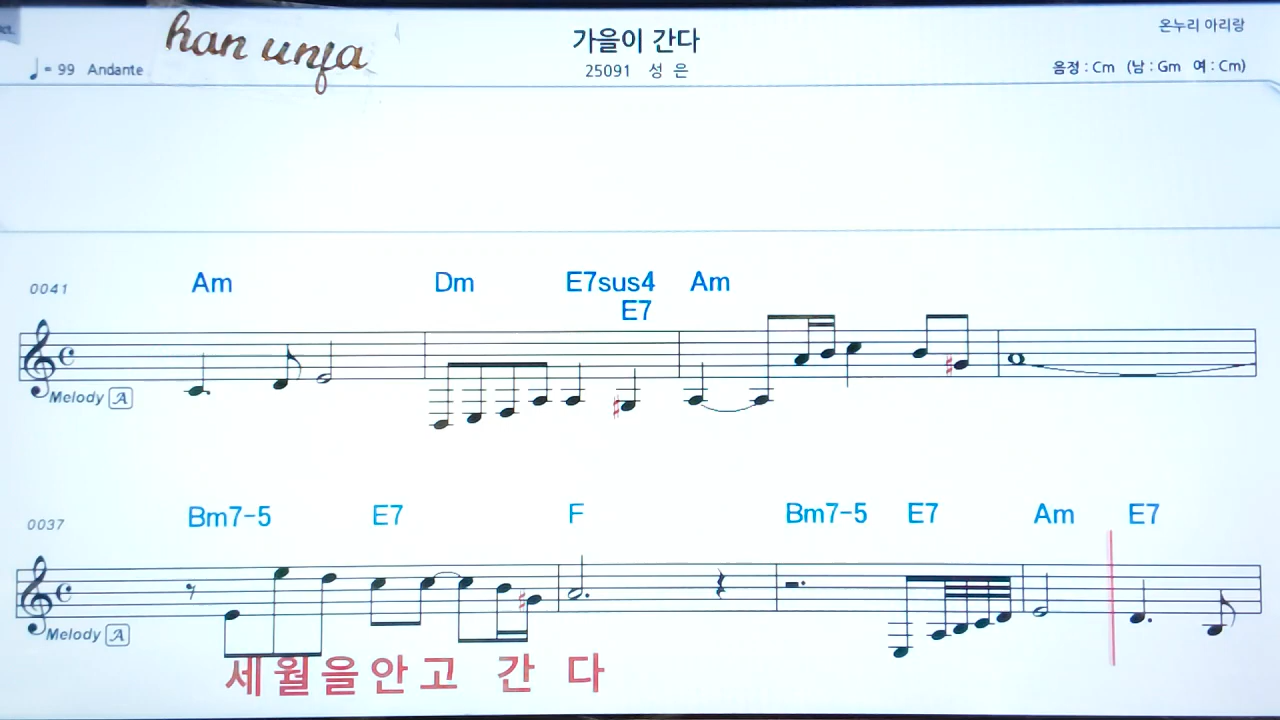 han unfa
가을이 간다
온누리 아리랑
♩= 99 Andante
25091 성 은
음정 : Cm (남 : Gm 여 : Cm)
0041
Am Dm E7sus4 Am
E7
Melody A
0037
Bm7-5 E7 F Bm7-5 E7 Am E7
Melody A
세월을안고 간 다